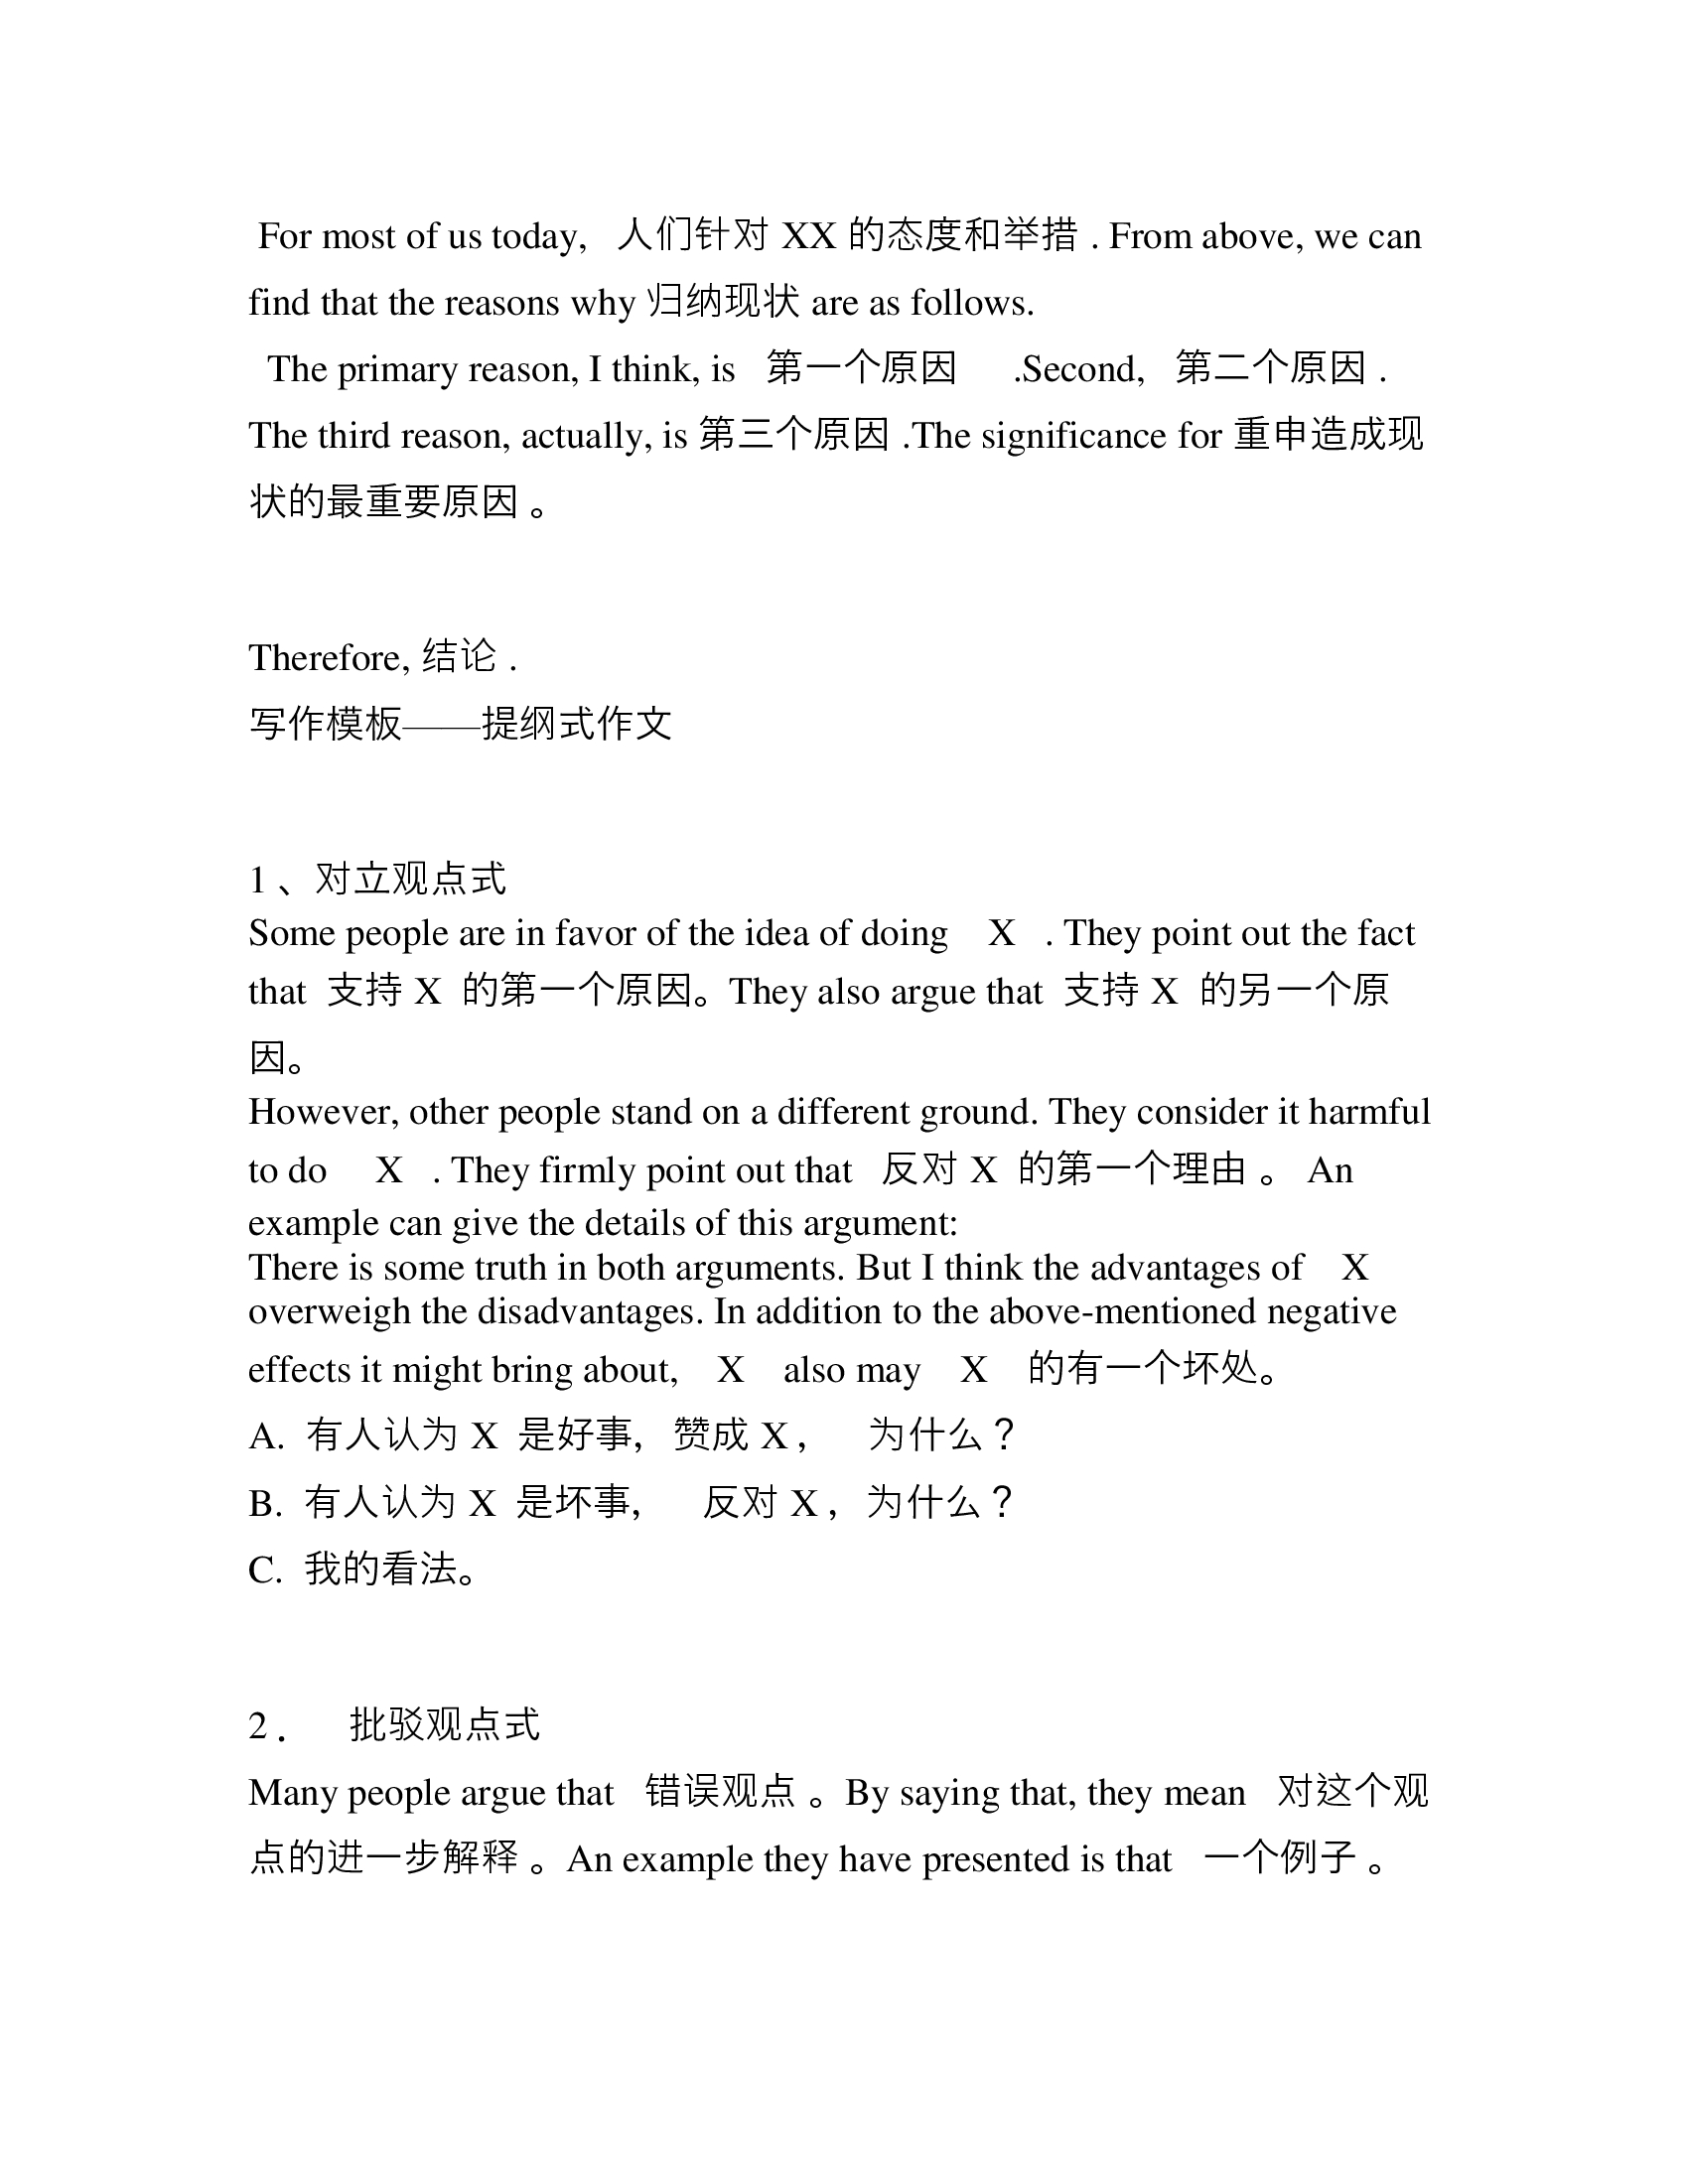 For most of us today, 人们针对 XX 的态度和举措 . From above, we can
find that the reasons why 归纳现状 are as follows.
The primary reason, I think, is 第一个原因 .Second, 第二个原因 .
The third reason, actually, is 第三个原因 .The significance for 重申造成现
状的最重要原因 。
Therefore, 结论 .
写作模板——提纲式作文
1 、对立观点式
Some people are in favor of the idea of doing X . They point out the fact
that 支持 X 的第一个原因。They also argue that 支持 X 的另一个原
因。
However, other people stand on a different ground. They consider it harmful
to do X . They firmly point out that 反对 X 的第一个理由 。 An
example can give the details of this argument:
There is some truth in both arguments. But I think the advantages of X
overweigh the disadvantages. In addition to the above-mentioned negative
effects it might bring about, X also may X 的有一个坏处。
A. 有人认为 X 是好事, 赞成 X , 为什么？
B. 有人认为 X 是坏事, 反对 X , 为什么？
C. 我的看法。
2 . 批驳观点式
Many people argue that 错误观点 。By saying that, they mean 对这个观
点的进一步解释 。An example they have presented is that 一个例子 。